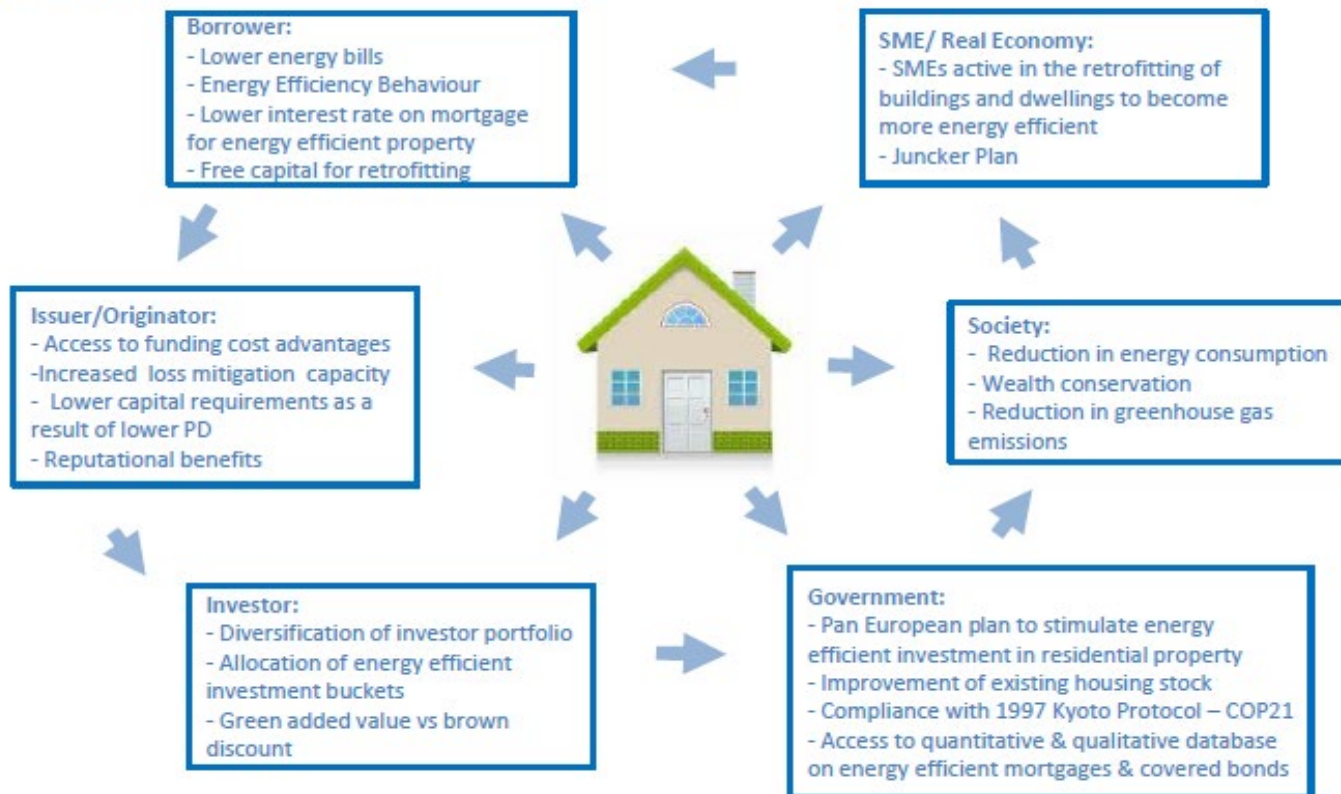 Borrower:
- Lower energy bills
- Energy Efficiency Behaviour
- Lower interest rate on mortgage
for energy efficient property
- Free capital for retrofitting
SME/ Real Economy:
- SMEs active in the retrofitting of
buildings and dwellings to become
more energy efficient
- Juncker Plan
Issuer/Originator:
- Access to funding cost advantages
-Increased loss mitigation capacity
- Lower capital requirements as a
result of lower PD
- Reputational benefits
Society:
- Reduction in energy consumption
- Wealth conservation
- Reduction in greenhouse gas
emissions
Investor:
- Diversification of investor portfolio
- Allocation of energy efficient
investment buckets
- Green added value vs brown
discount
Government:
- Pan European plan to stimulate energy
efficient investment in residential property
- Improvement of existing housing stock
- Compliance with 1997 Kyoto Protocol – COP21
- Access to quantitative & qualitative database
on energy efficient mortgages & covered bonds